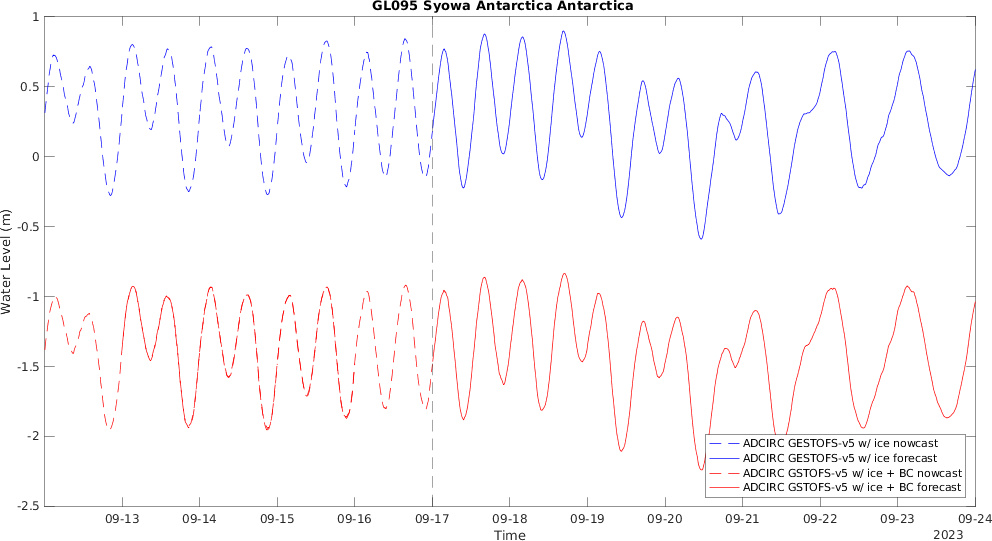 GL095 Syowa Antarctica Antarctica
1
0.5
0
-0.5
-1
-1.5
-2
-2.5
Water Level (m)
ADCIRC GESTOFS-v5 w/ ice nowcast
ADCIRC GESTOFS-v5 w/ ice forecast
ADCIRC GSTOFS-v5 w/ ice + BC nowcast
ADCIRC GSTOFS-v5 w/ ice + BC forecast
09-13 09-14 09-15 09-16 09-17 09-18 09-19 09-20 09-21 09-22 09-23 09-24
Time
2023